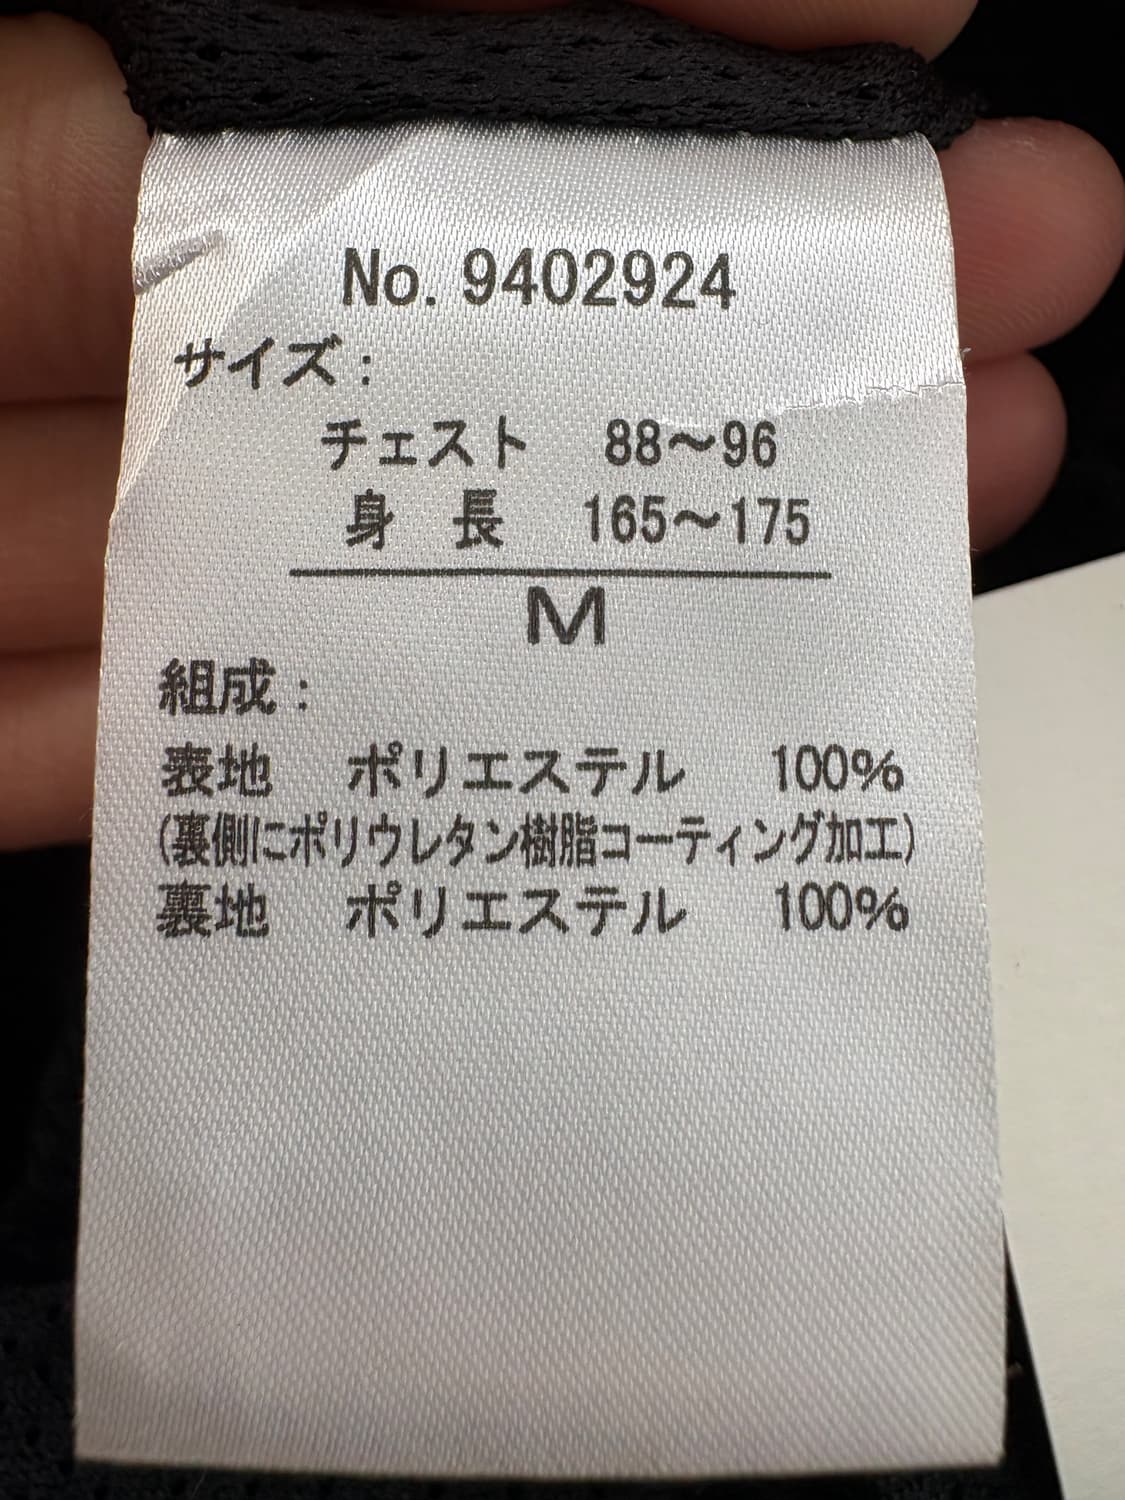 No. 9402924
サイズ:
チェスト 88～96
身 長 165～175
M
組成:
表地 ポリエステル 100%
(裏側にポリウレタン樹脂コーティング加工)
裏地 ポリエステル 100%